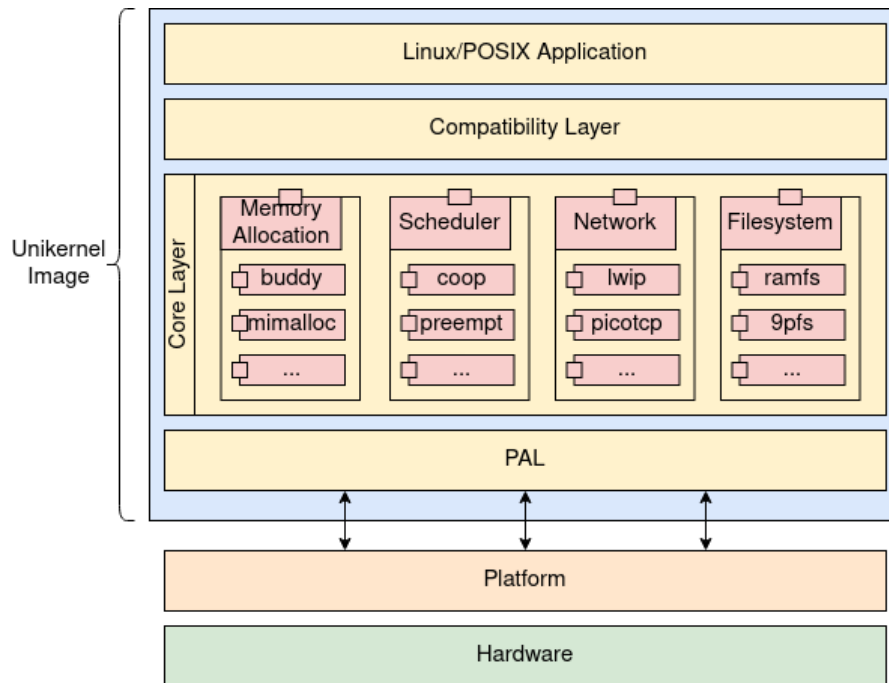 Linux/POSIX Application
Compatibility Layer
Unikernel
Image
Core Layer
Memory
Allocation
buddy
mimalloc
...
Scheduler
coop
preempt
...
Network
lwip
picotcp
...
Filesystem
ramfs
9pfs
...
PAL
Platform
Hardware